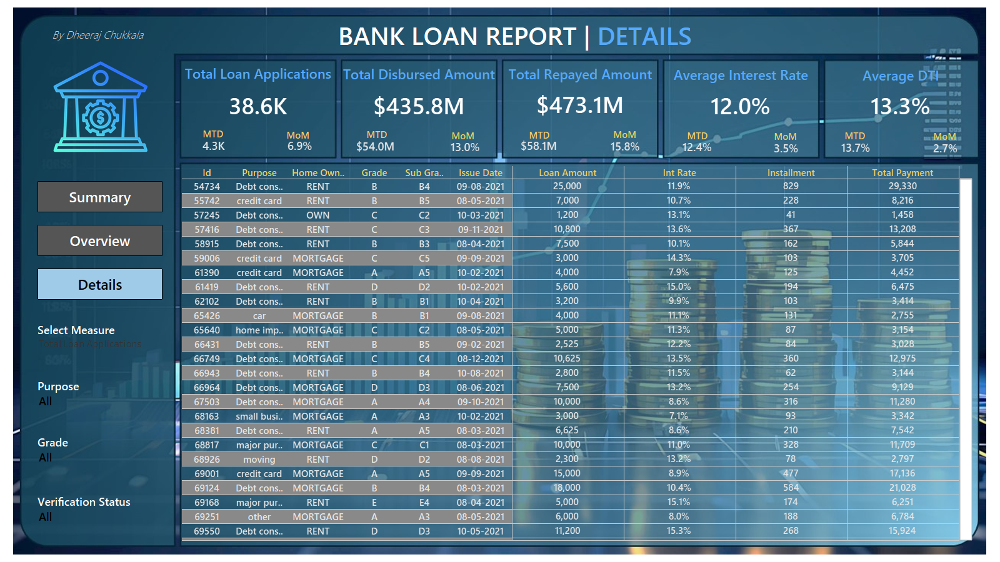 By Dheeraj Chukkala
BANK LOAN REPORT | DETAILS
Total Loan Applications
38.6K
MTD MoM
4.3K 6.9%
Total Disbursed Amount
$435.8M
MTD MoM
$54.0M 13.0%
Total Repayed Amount
$473.1M
MTD MoM
$58.1M 15.8%
Average Interest Rate
12.0%
MTD MoM
12.4% 3.5%
Average DTI
13.3%
MTD MoM
13.7% 2.7%
Summary
Overview
Details
Select Measure
Total Loan Applications
Purpose
All
Grade
All
Verification Status
All
Id Purpose Home Own.. Grade Sub Gra.. Issue Date Loan Amount Int Rate Installment Total Payment
54734 Debt cons.. RENT B B4 09-08-2021 25,000 11.9% 829 29,330
55742 credit card RENT B B5 08-05-2021 7,000 10.7% 228 8,216
57245 Debt cons.. OWN C C2 10-03-2021 1,200 13.1% 41 1,458
57416 Debt cons.. RENT C C3 09-11-2021 10,800 13.6% 367 13,208
58915 Debt cons.. RENT B B3 08-04-2021 7,500 10.1% 162 5,844
59006 credit card MORTGAGE C C5 09-09-2021 3,000 14.3% 103 3,705
61390 credit card MORTGAGE A A5 10-02-2021 4,000 7.9% 125 4,452
61419 Debt cons.. RENT D D2 10-02-2021 5,600 15.0% 194 6,475
62102 Debt cons.. RENT B B1 10-04-2021 3,200 9.9% 103 3,414
65426 car MORTGAGE B B1 09-08-2021 4,000 11.1% 131 2,755
65640 home imp.. MORTGAGE C C2 08-05-2021 5,000 11.3% 87 3,154
66431 Debt cons.. RENT B B5 09-02-2021 2,525 12.2% 84 3,028
66749 Debt cons.. MORTGAGE C C4 08-12-2021 10,625 13.5% 360 12,975
66943 Debt cons.. RENT B B4 10-08-2021 2,800 11.5% 62 3,144
66964 Debt cons.. MORTGAGE D D3 08-06-2021 7,500 13.2% 254 9,129
67503 Debt cons.. MORTGAGE A A4 09-10-2021 10,000 8.6% 316 11,280
68163 small busi.. MORTGAGE A A3 10-02-2021 3,000 7.1% 93 3,342
68381 Debt cons.. RENT A A5 08-03-2021 6,625 8.6% 210 7,542
68817 major pur.. MORTGAGE C C1 08-03-2021 10,000 11.0% 328 11,709
68926 moving RENT D D2 08-08-2021 2,300 13.2% 78 2,797
69001 credit card MORTGAGE A A5 09-09-2021 15,000 8.9% 477 17,136
69124 Debt cons.. MORTGAGE B B4 08-03-2021 18,000 10.4% 584 21,028
69168 major pur.. RENT E E4 08-04-2021 5,000 15.1% 174 6,251
69251 other MORTGAGE A A3 08-05-2021 6,000 8.0% 188 6,784
69550 Debt cons.. RENT D D3 10-05-2021 11,200 15.3% 268 15,924